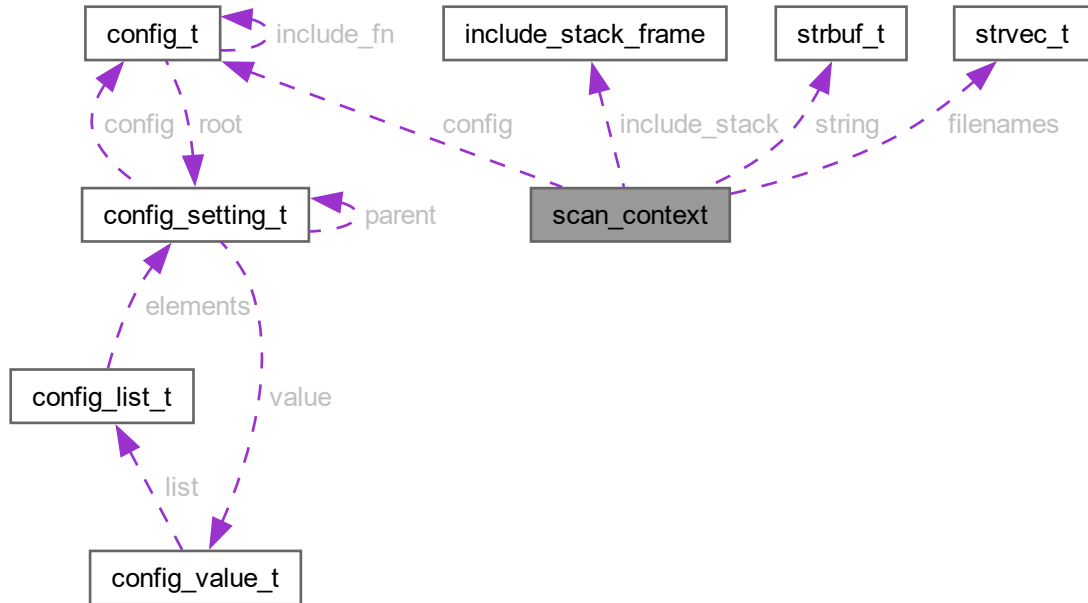 config_t
include_fn
include_stack_frame
strbuf_t
strvec_t
config
root
config
include_stack
string
filenames
config_setting_t
parent
scan_context
elements
config_list_t
value
list
config_value_t